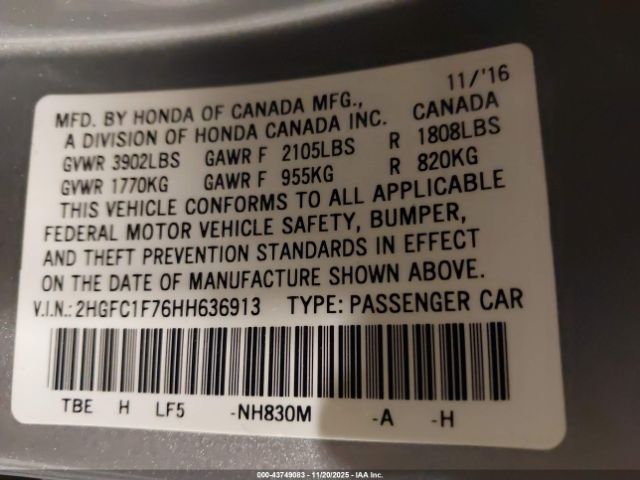 11/'16
MFD. BY HONDA OF CANADA MFG., CANADA
A DIVISION OF HONDA CANADA INC.
GVWR 3902LBS GAWR F 2105LBS R 1808LBS
GVWR 1770KG GAWR F 955KG R 820KG
THIS VEHICLE CONFORMS TO ALL APPLICABLE
FEDERAL MOTOR VEHICLE SAFETY, BUMPER,
AND THEFT PREVENTION STANDARDS IN EFFECT
ON THE DATE OF MANUFACTURE SHOWN ABOVE.
V.I.N.: 2HGFC1F76HH636913 TYPE: PASSENGER CAR
TBE H LF5 -NH830M -A -H
000-43749083 - 11/20/2025 - IAA Inc.